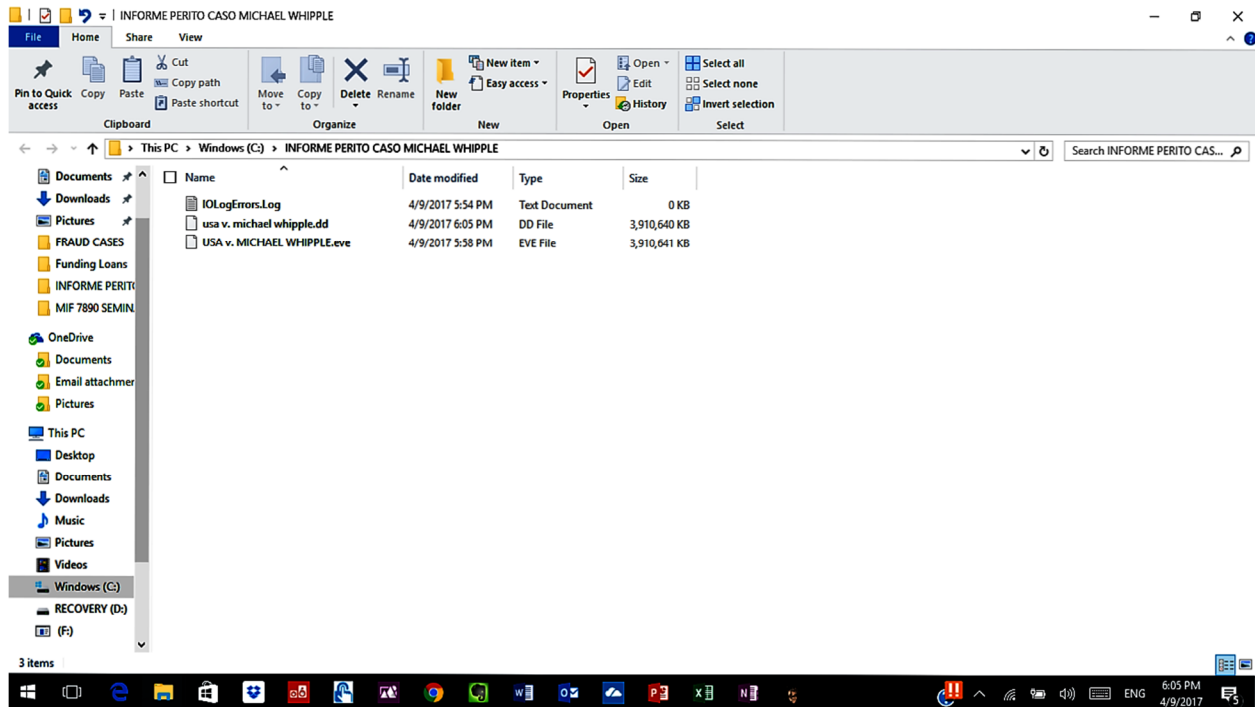 INFORME PERITO CASO MICHAEL WHIPPLE
File Home Share View
Pin to Quick access
Copy
Paste
Cut
Copy path
Paste shortcut
Clipboard
Move to
Copy to
Delete
Rename
Organize
New folder
New item
Easy access
New
Properties
Open
Edit
History
Open
Select all
Select none
Invert selection
Select
This PC > Windows (C:) > INFORME PERITO CASO MICHAEL WHIPPLE
Search INFORME PERITO CAS...
Documents
Downloads
Pictures
FRAUD CASES
Funding Loans
INFORME PERIT
MIF 7890 SEMIN.
OneDrive
Documents
Email attachmer
Pictures
This PC
Desktop
Documents
Downloads
Music
Pictures
Videos
Windows (C:)
RECOVERY (D:)
(F:)
Name Date modified Type Size
IOLogErrors.Log 4/9/2017 5:54 PM Text Document 0 KB
usa v. michael whipple.dd 4/9/2017 6:05 PM DD File 3,910,640 KB
USA v. MICHAEL WHIPPLE.eve 4/9/2017 5:58 PM EVE File 3,910,641 KB
3 items
ENG
6:05 PM
4/9/2017
5